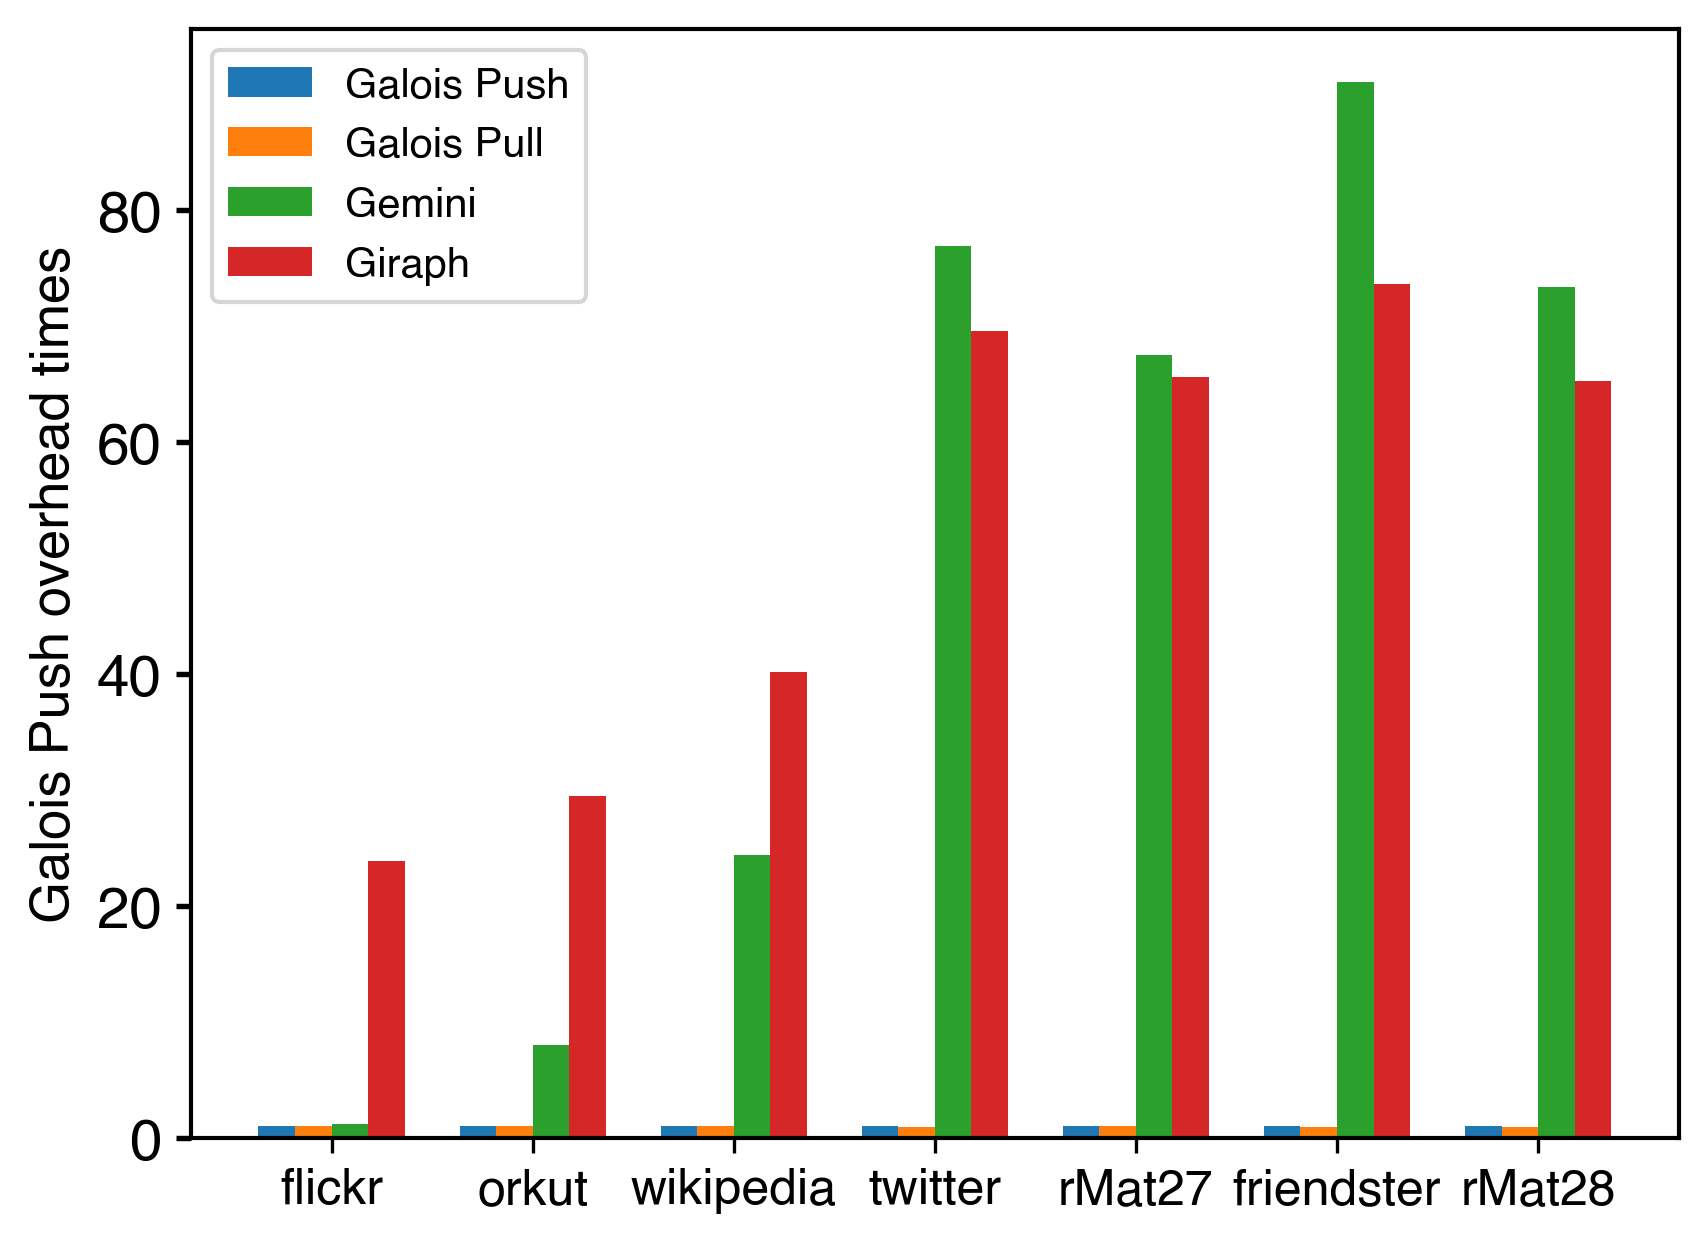 Galois Push
Galois Pull
Gemini
Giraph
Galois Push overhead times
80
60
40
20
0
flickr orkut wikipedia twitter rMat27 friendster rMat28